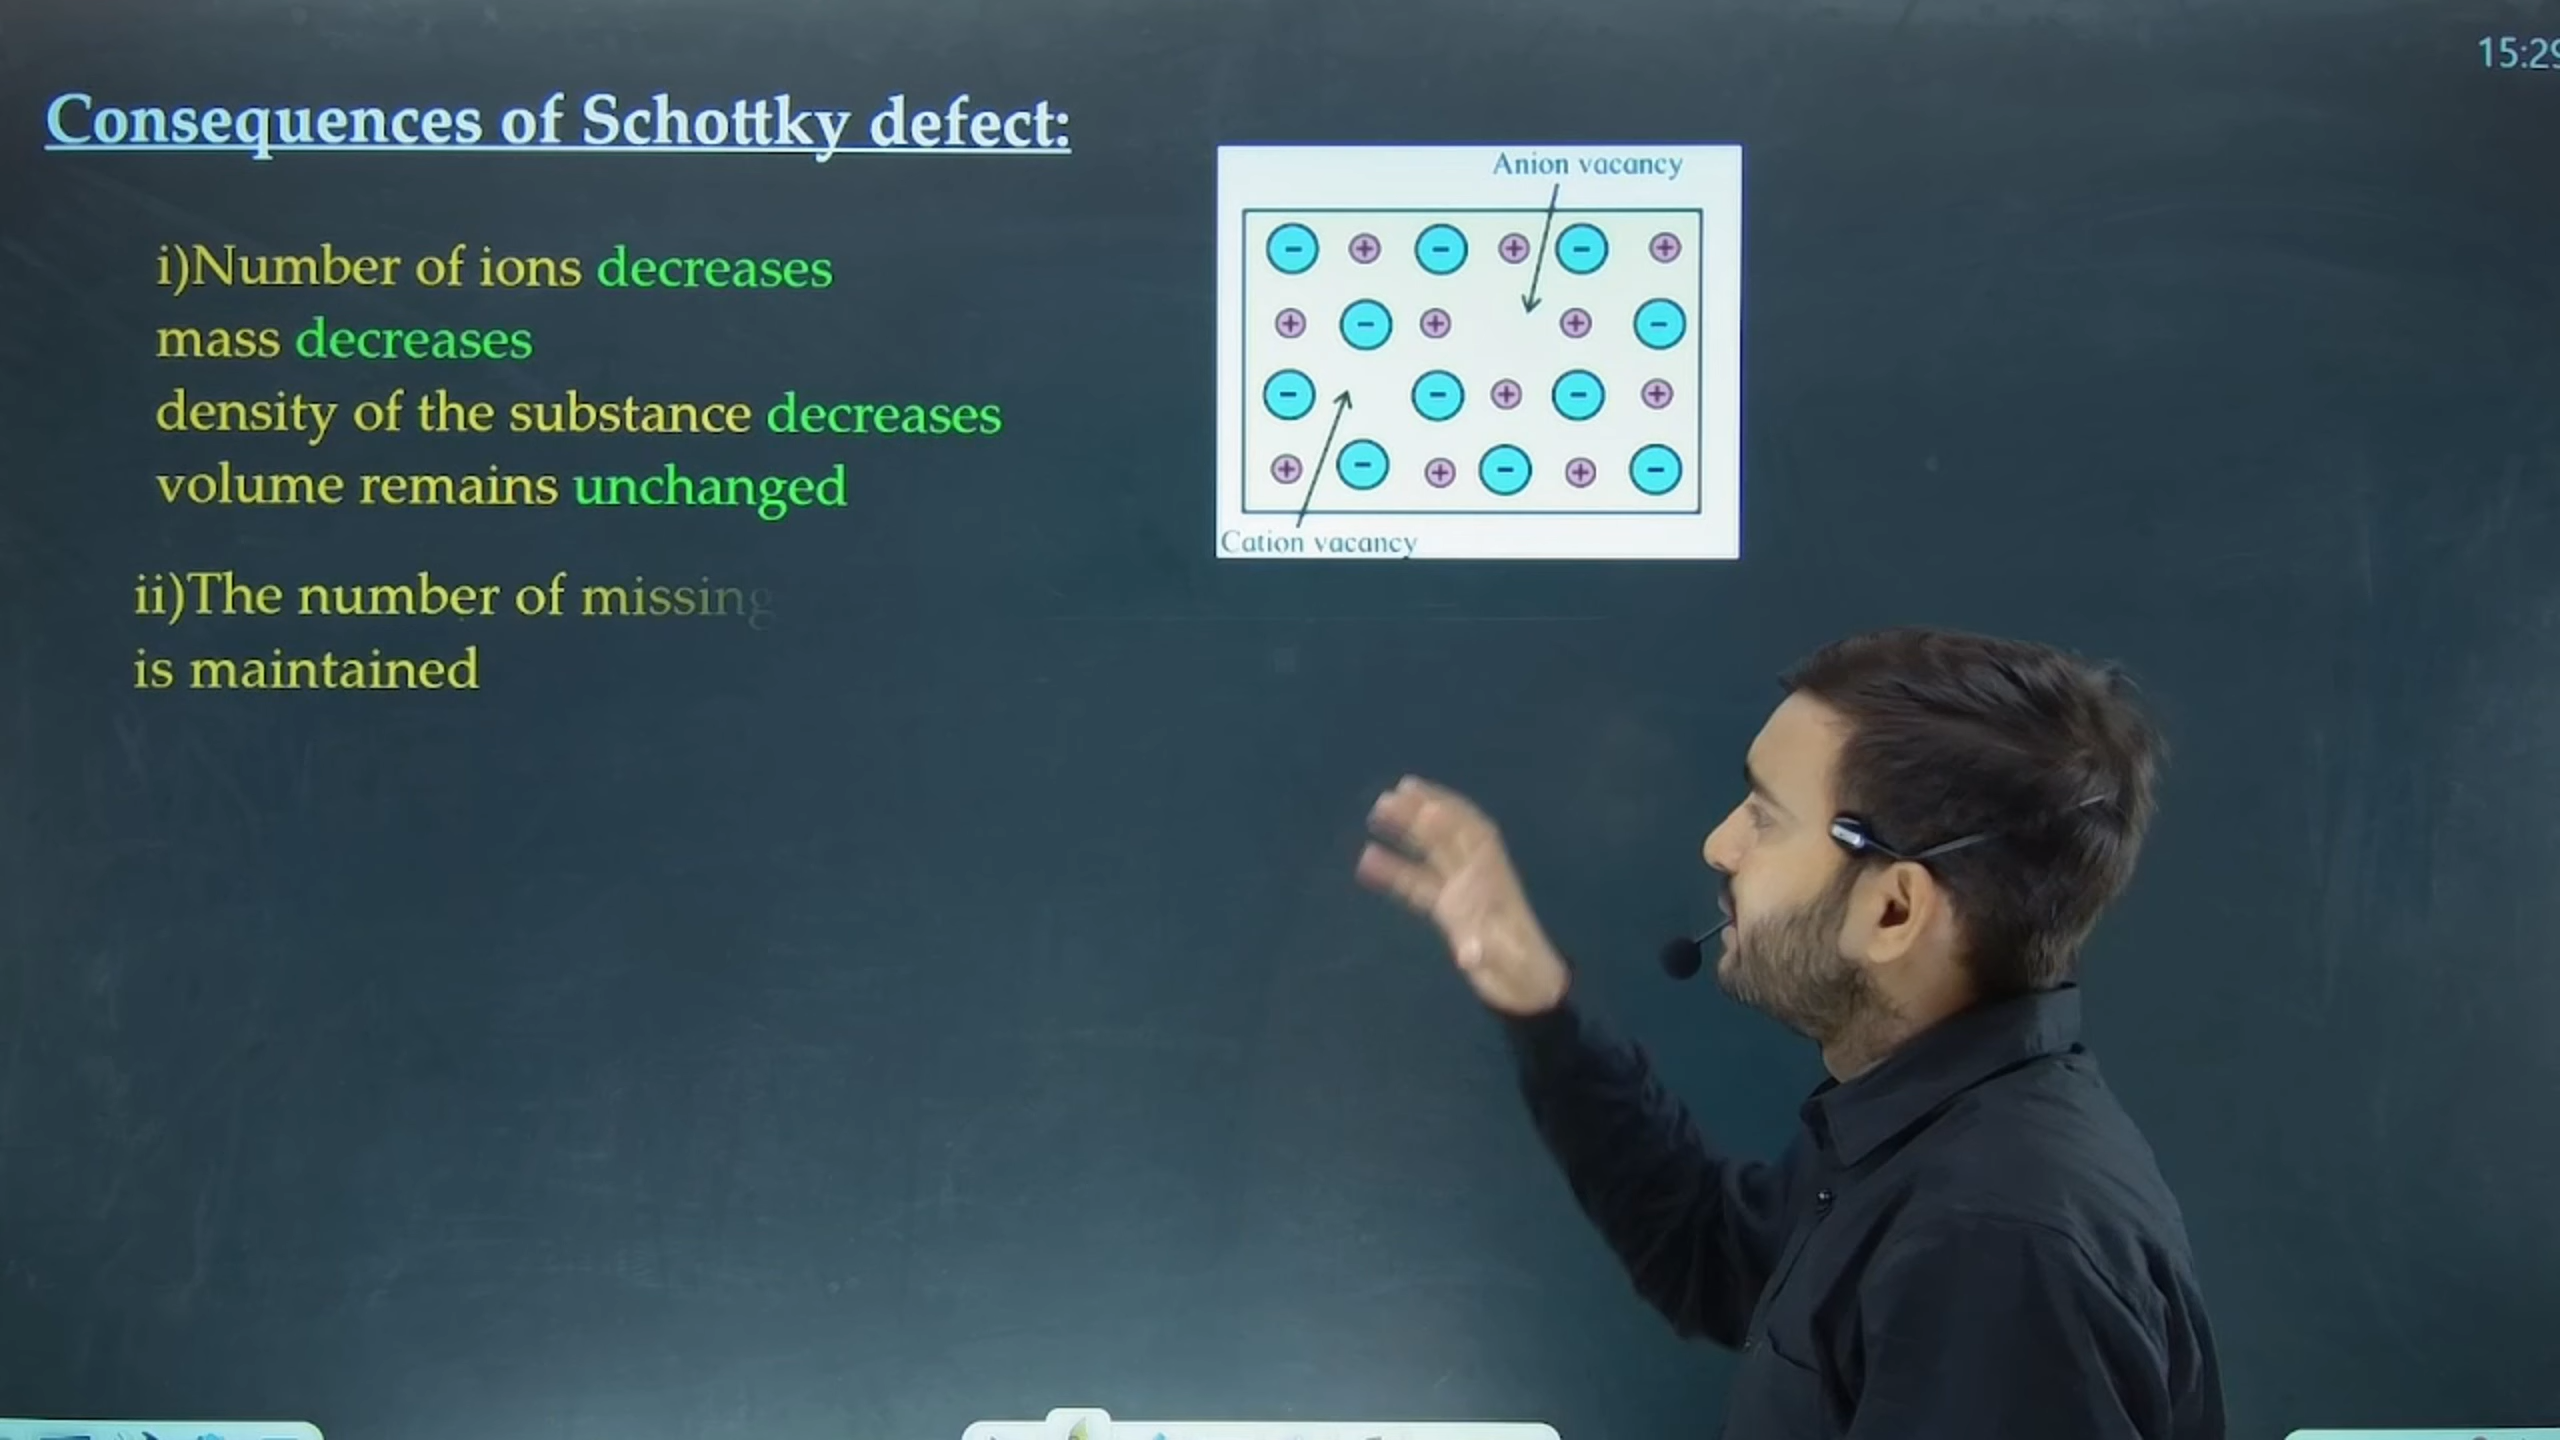 15:29
Consequences of Schottky defect:
Anion vacancy
i)Number of ions decreases
mass decreases
density of the substance decreases
volume remains unchanged
Cation vacancy
ii)The number of missing
is maintained